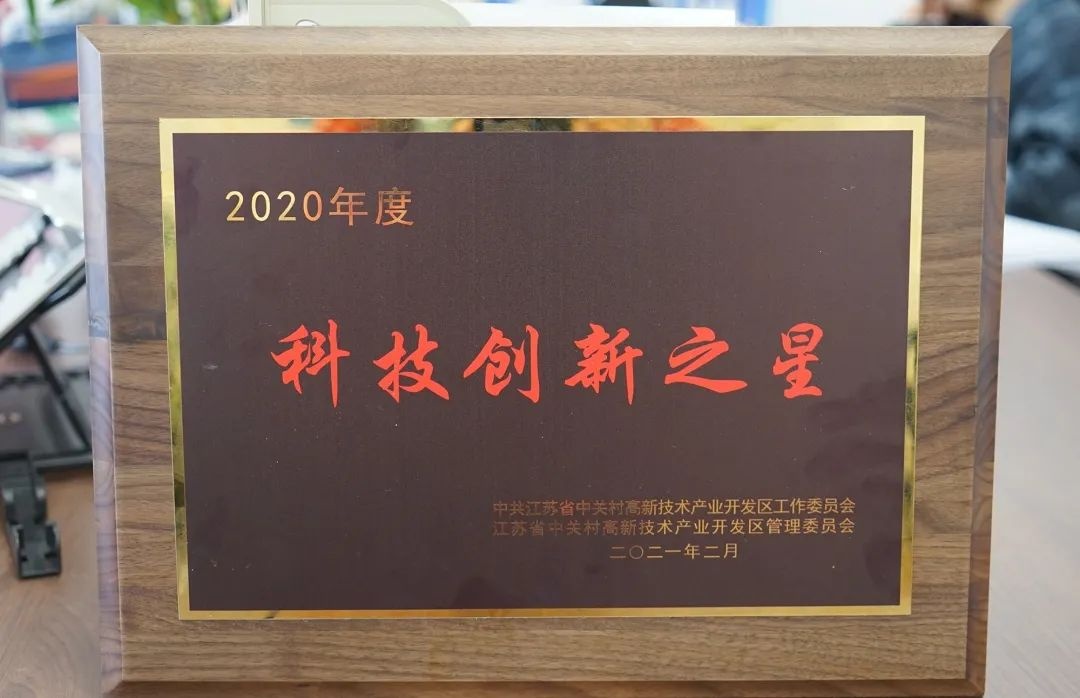 2020年度
科技创新之星
中共江苏省中关村高新技术产业开发区工作委员会
江苏省中关村高新技术产业开发区管理委员会
二〇二一年二月